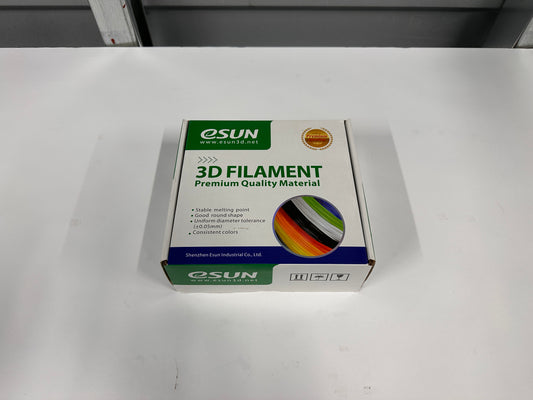 eSUN
www.esun3d.net
>>>>
3D FILAMENT
Premium Quality Material
• Stable melting point
• Good round shape
• Uniform diameter tolerance
(±0.05mm)
• Consistent colors
Shenzhen Esun Industrial Co., Ltd.
eSUN
www.esun3d.net